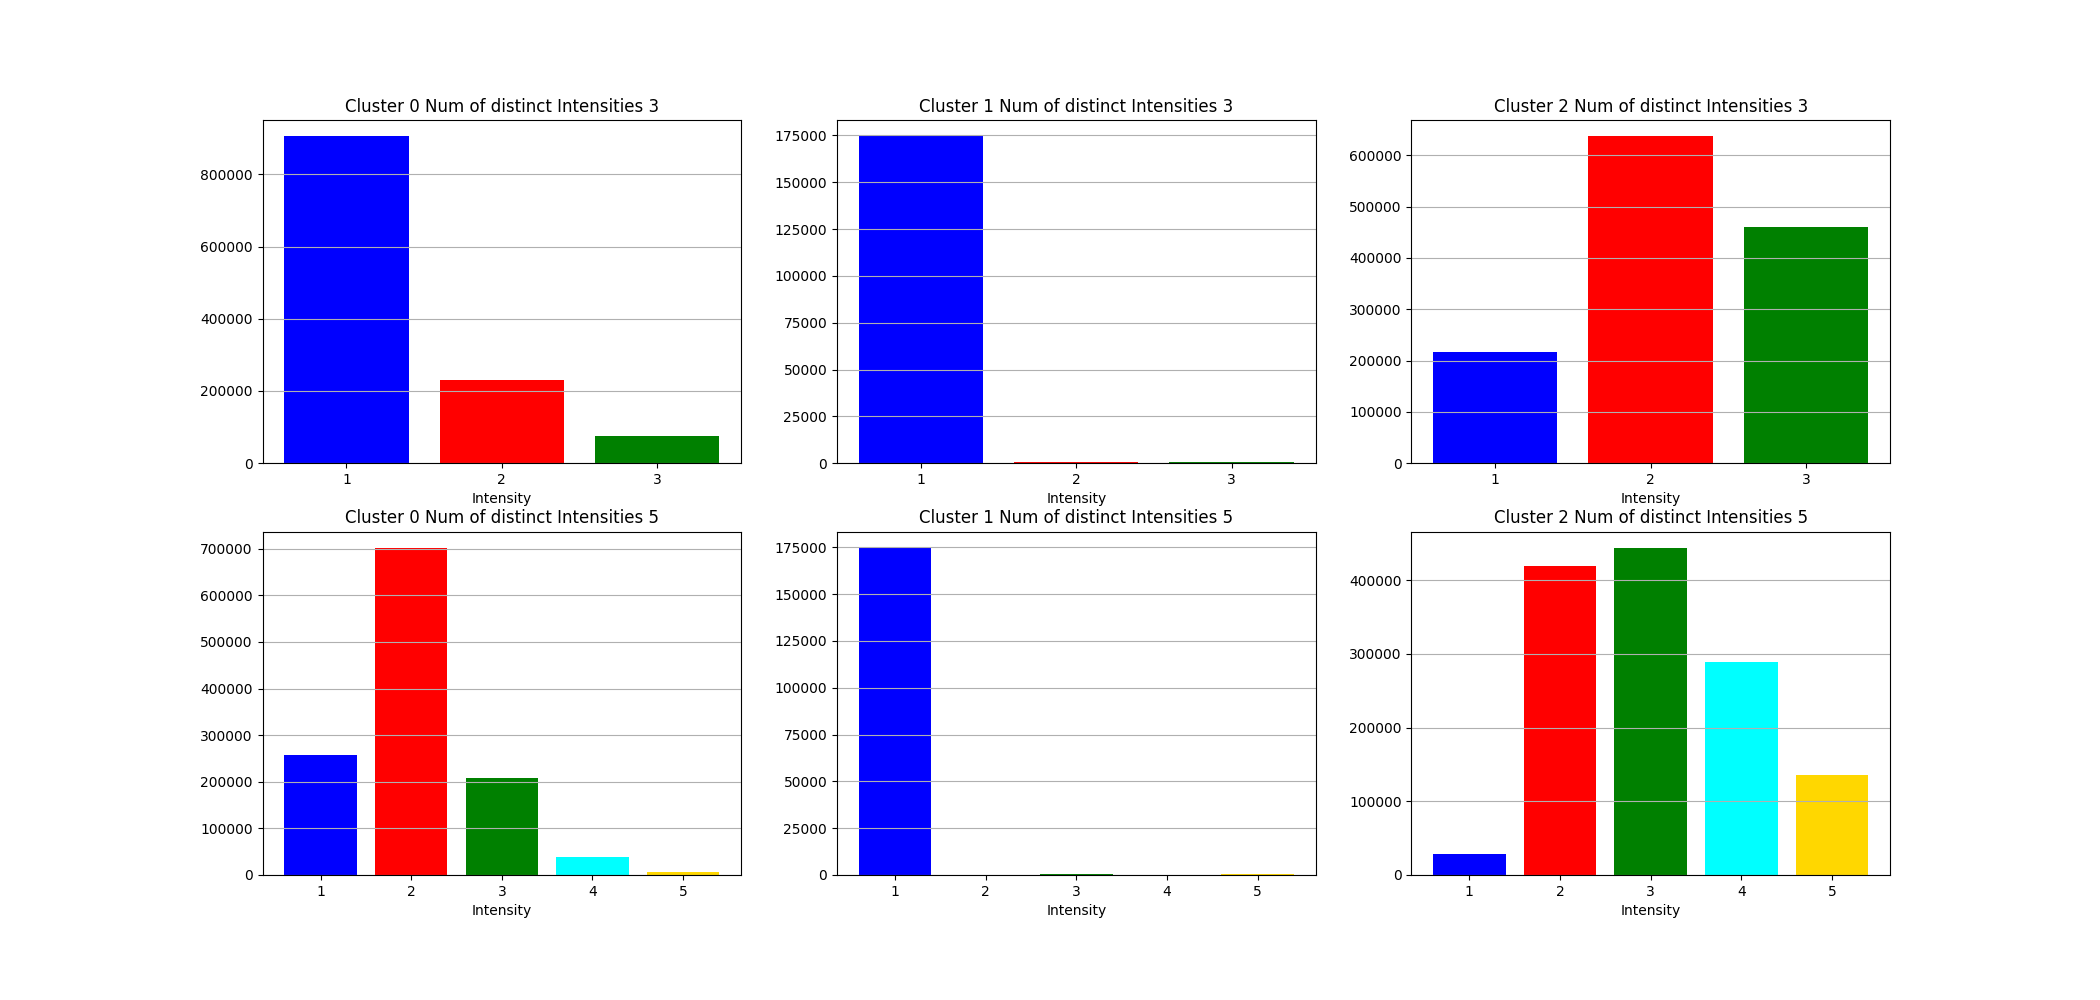 Cluster 0 Num of distinct Intensities 3
800000
600000
400000
200000
0
1 2 3
Intensity
Cluster 1 Num of distinct Intensities 3
175000
150000
125000
100000
75000
50000
25000
0
1 2 3
Intensity
Cluster 2 Num of distinct Intensities 3
600000
500000
400000
300000
200000
100000
0
1 2 3
Intensity
Cluster 0 Num of distinct Intensities 5
700000
600000
500000
400000
300000
200000
100000
0
1 2 3 4 5
Intensity
Cluster 1 Num of distinct Intensities 5
175000
150000
125000
100000
75000
50000
25000
0
1 2 3 4 5
Intensity
Cluster 2 Num of distinct Intensities 5
400000
300000
200000
100000
0
1 2 3 4 5
Intensity